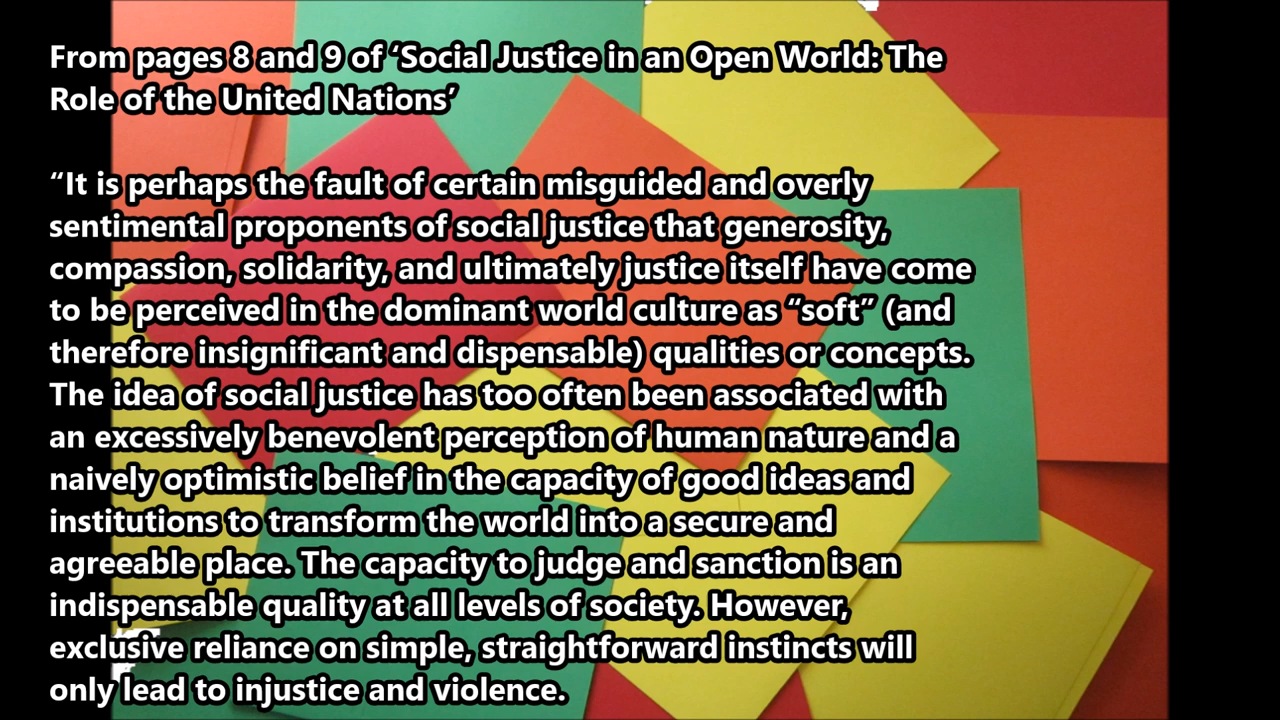 From pages 8 and 9 of ‘Social Justice in an Open World: The
Role of the United Nations’
“It is perhaps the fault of certain misguided and overly
sentimental proponents of social justice that generosity,
compassion, solidarity, and ultimately justice itself have come
to be perceived in the dominant world culture as “soft” (and
therefore insignificant and dispensable) qualities or concepts.
The idea of social justice has too often been associated with
an excessively benevolent perception of human nature and a
naively optimistic belief in the capacity of good ideas and
institutions to transform the world into a secure and
agreeable place. The capacity to judge and sanction is an
indispensable quality at all levels of society. However,
exclusive reliance on simple, straightforward instincts will
only lead to injustice and violence.